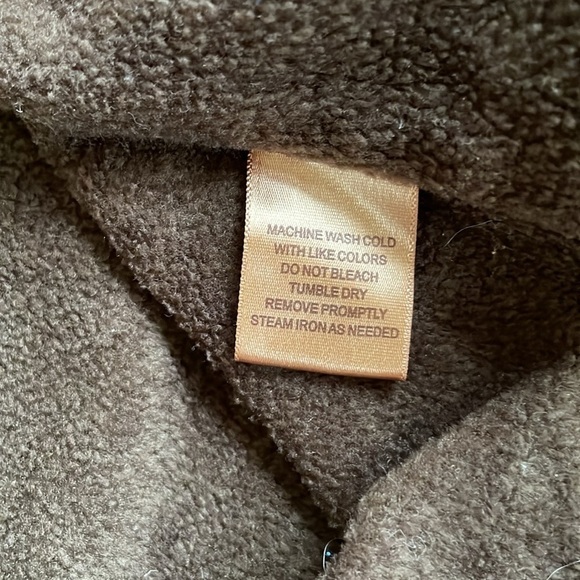 MACHINE WASH COLD
WITH LIKE COLORS
DO NOT BLEACH
TUMBLE DRY
REMOVE PROMPTLY
STEAM IRON AS NEEDED